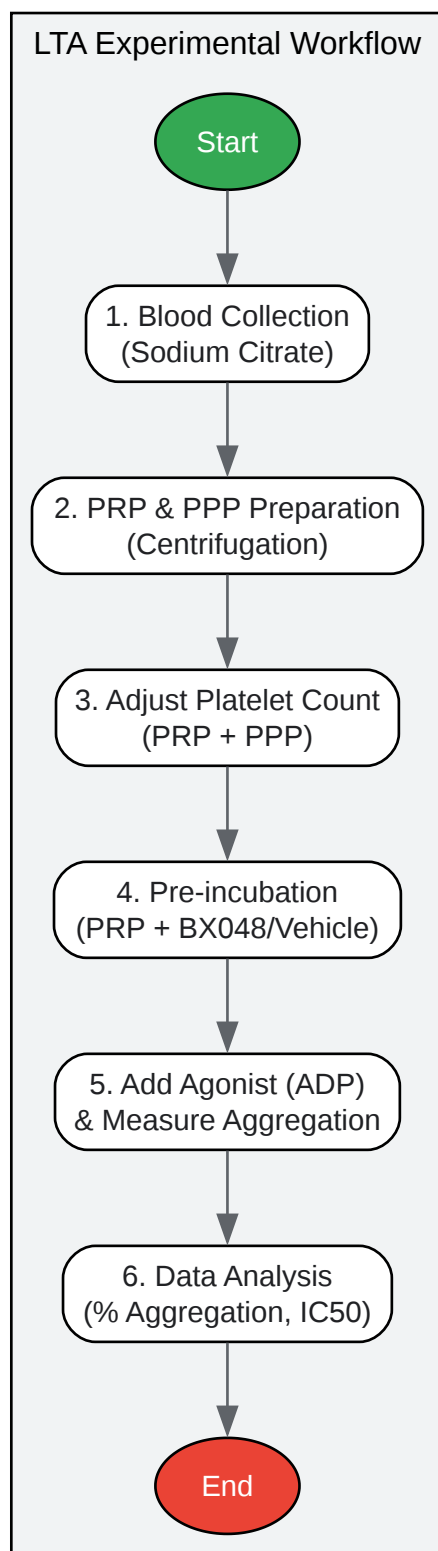 LTA Experimental Workflow
Start
1. Blood Collection
(Sodium Citrate)
2. PRP & PPP Preparation
(Centrifugation)
3. Adjust Platelet Count
(PRP + PPP)
4. Pre-incubation
(PRP + BX048/Vehicle)
5. Add Agonist (ADP)
& Measure Aggregation
6. Data Analysis
(% Aggregation, IC50)
End